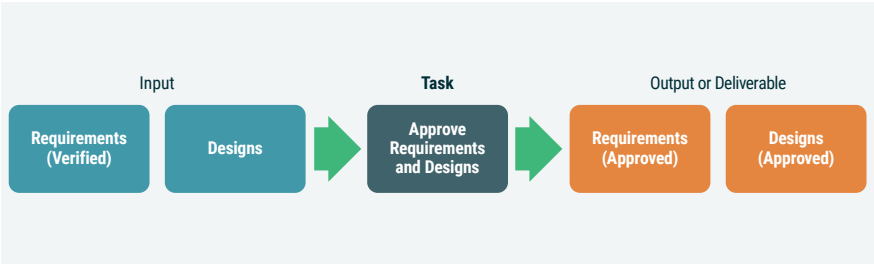 Input
Task
Output or Deliverable
Requirements
(Verified)
Designs
Approve
Requirements
and Designs
Requirements
(Approved)
Designs
(Approved)